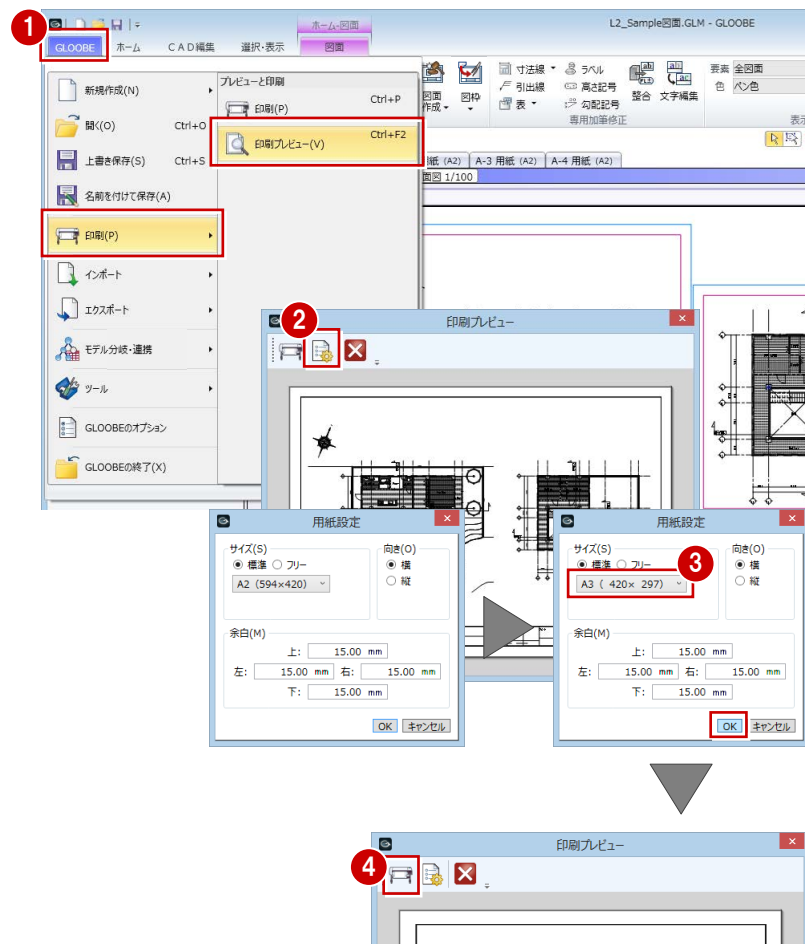 1
ホーム-図面
L2_Sample図面.GLM - GLOOBE
GLOOBE ホーム CAD編集 選択・表示 図面
新規作成(N)
開く(O) Ctrl+O
上書き保存(S) Ctrl+S
名前を付けて保存(A)
印刷(P)
インポート
エクスポート
モデル分岐・連携
ツール
GLOOBEのオプション
GLOOBEの終了(X)
プレビューと印刷
印刷(P) Ctrl+P
印刷プレビュー(V) Ctrl+F2
図面
作成
図枠
寸法線
引出線
表
ラベル
高さ記号
勾配記号
整合
文字編集
専用加筆修正
要素 全図面
色 ペン色
用紙 (A2) A-3 用紙 (A2) A-4 用紙 (A2)
面図 1/100
2
印刷プレビュー
用紙設定
サイズ(S)
標準 フリー
A2 (594×420)
向き(O)
横
縦
余白(M)
上: 15.00 mm
左: 15.00 mm 右: 15.00 mm
下: 15.00 mm
OK キャンセル
用紙設定
サイズ(S)
標準 フリー
3
A3 ( 420× 297)
向き(O)
横
縦
余白(M)
上: 15.00 mm
左: 15.00 mm 右: 15.00 mm
下: 15.00 mm
OK キャンセル
印刷プレビュー
4